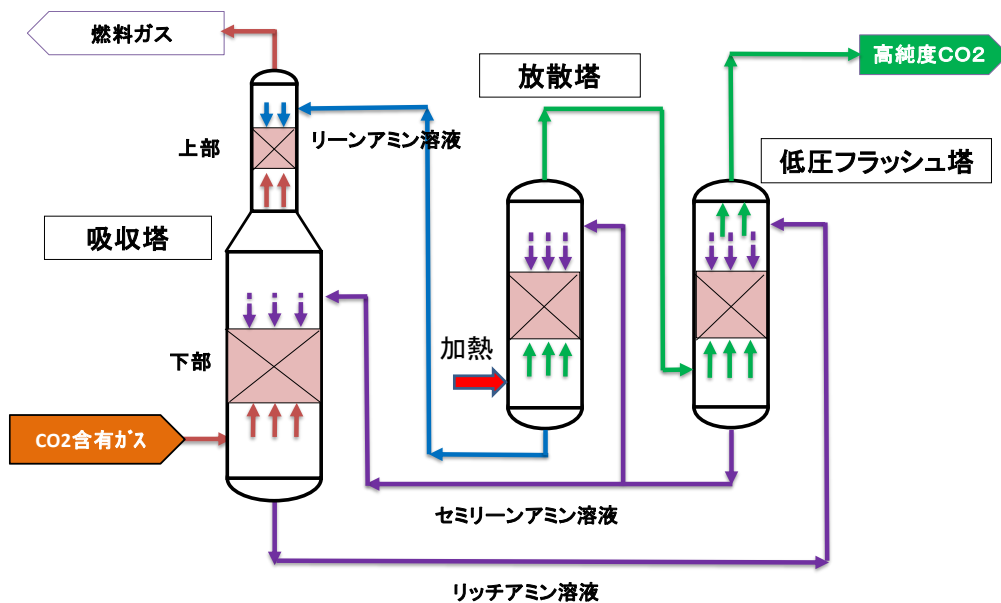 燃料ガス
放散塔
高純度CO2
上部
リーンアミン溶液
低圧フラッシュ塔
吸収塔
下部
加熱
CO2含有ｶﾞｽ
セミリーンアミン溶液
リッチアミン溶液